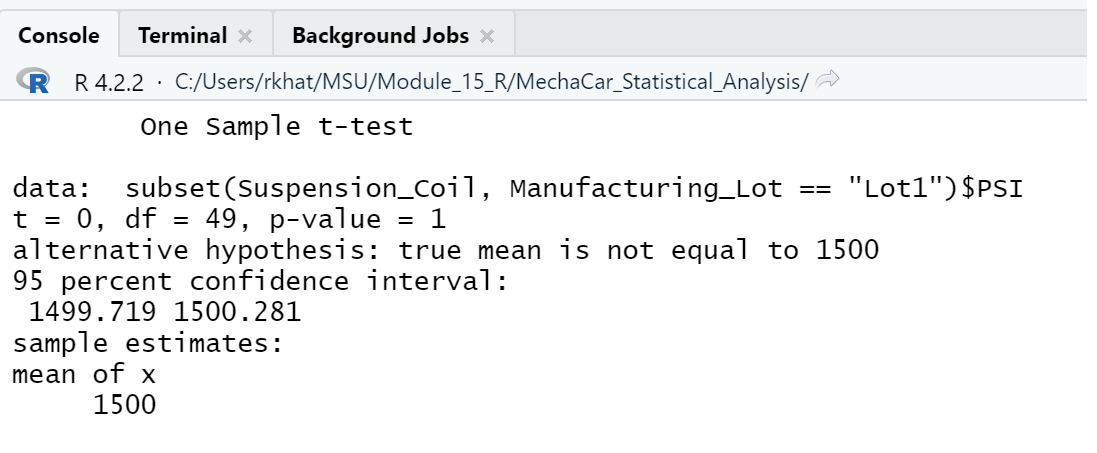 Console Terminal Background Jobs
R R 4.2.2 · C:/Users/rkhat/MSU/Module_15_R/MechaCar_Statistical_Analysis/
One Sample t-test
data:  subset(Suspension_Coil, Manufacturing_Lot == "Lot1")$PSI
t = 0, df = 49, p-value = 1
alternative hypothesis: true mean is not equal to 1500
95 percent confidence interval:
 1499.719 1500.281
sample estimates:
mean of x
     1500